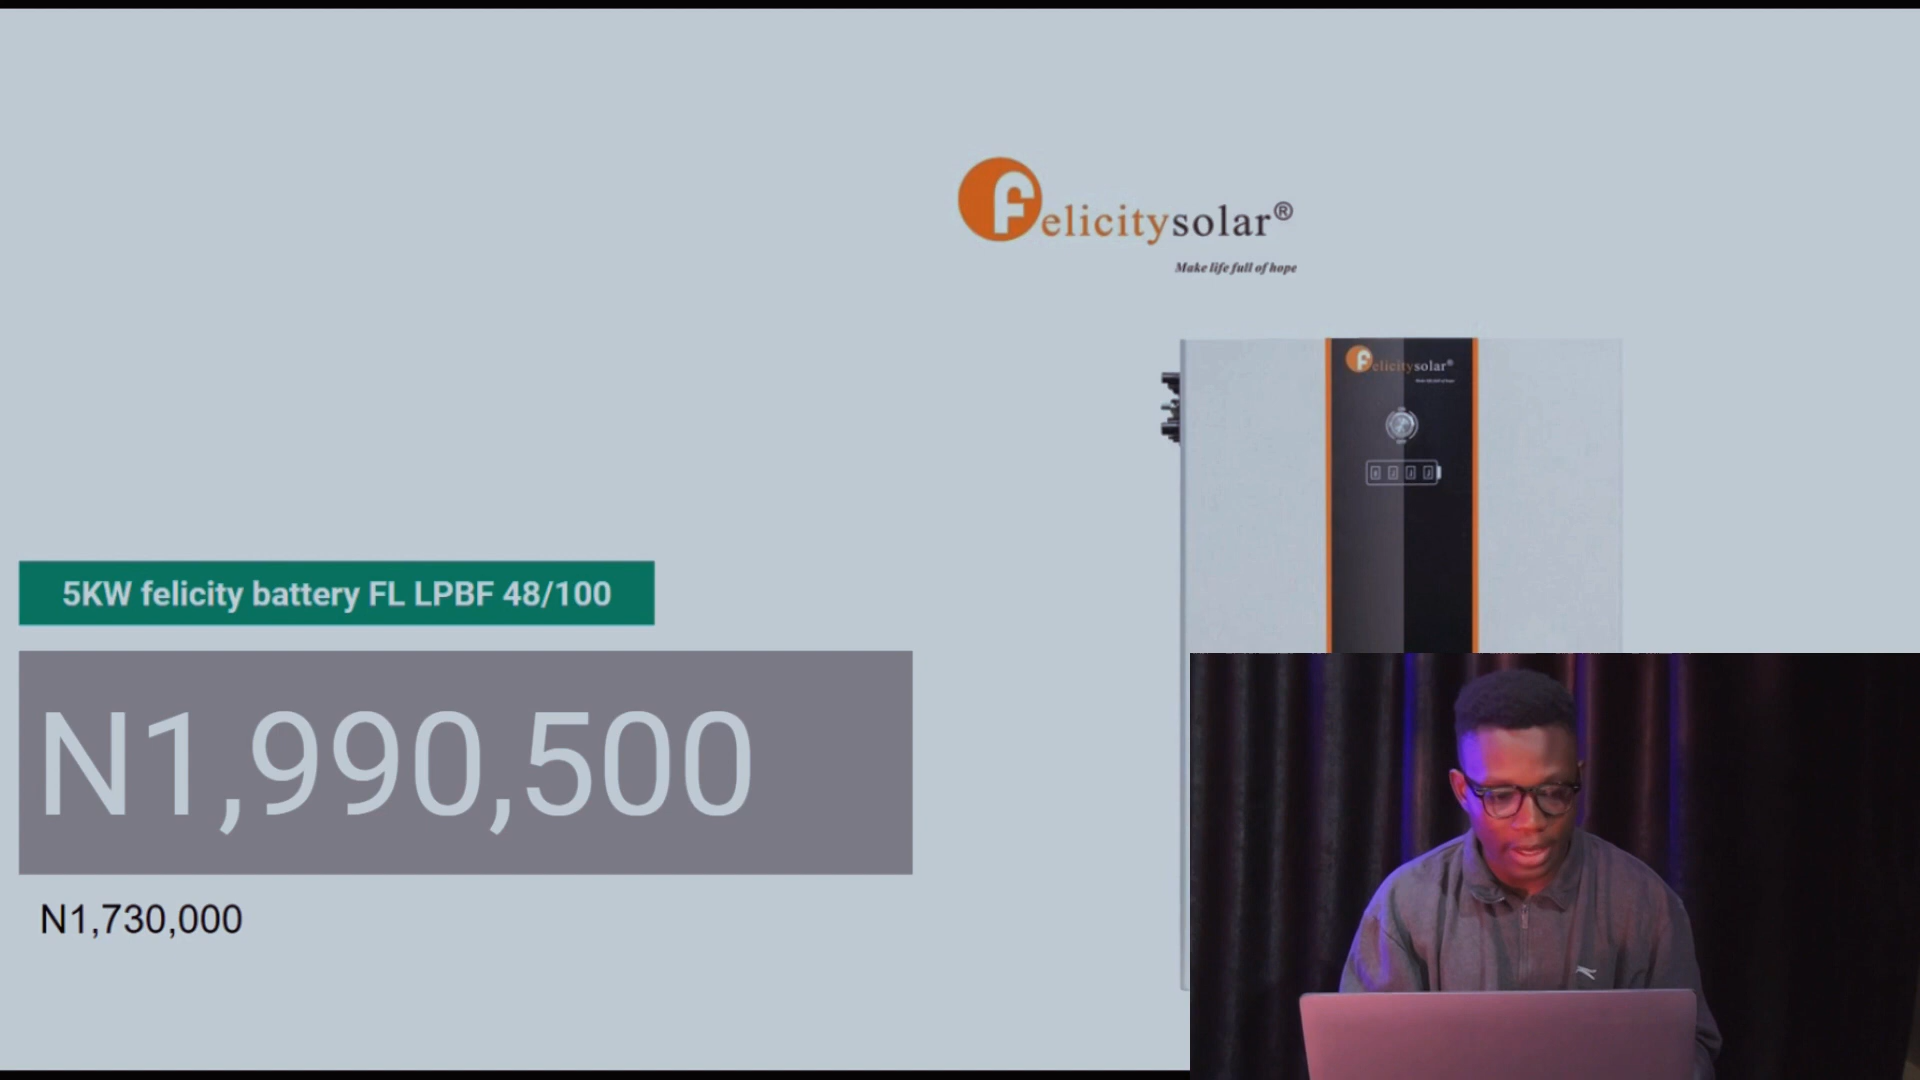 felicitysolar®
Make life full of hope
felicitysolar®
5KW felicity battery FL LPBF 48/100
N1,990,500
N1,730,000